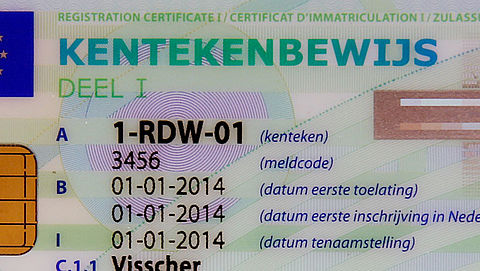 REGISTRATION CERTIFICATE I / CERTIFICAT D'IMMATRICULATION I / ZULASSU
KENTEKENBEWIJS
DEEL I
A 1-RDW-01 (kenteken)
3456 (meldcode)
B 01-01-2014 (datum eerste toelating)
01-01-2014 (datum eerste inschrijving in Nede
I 01-01-2014 (datum tenaamstelling)
C.1.1 Visscher